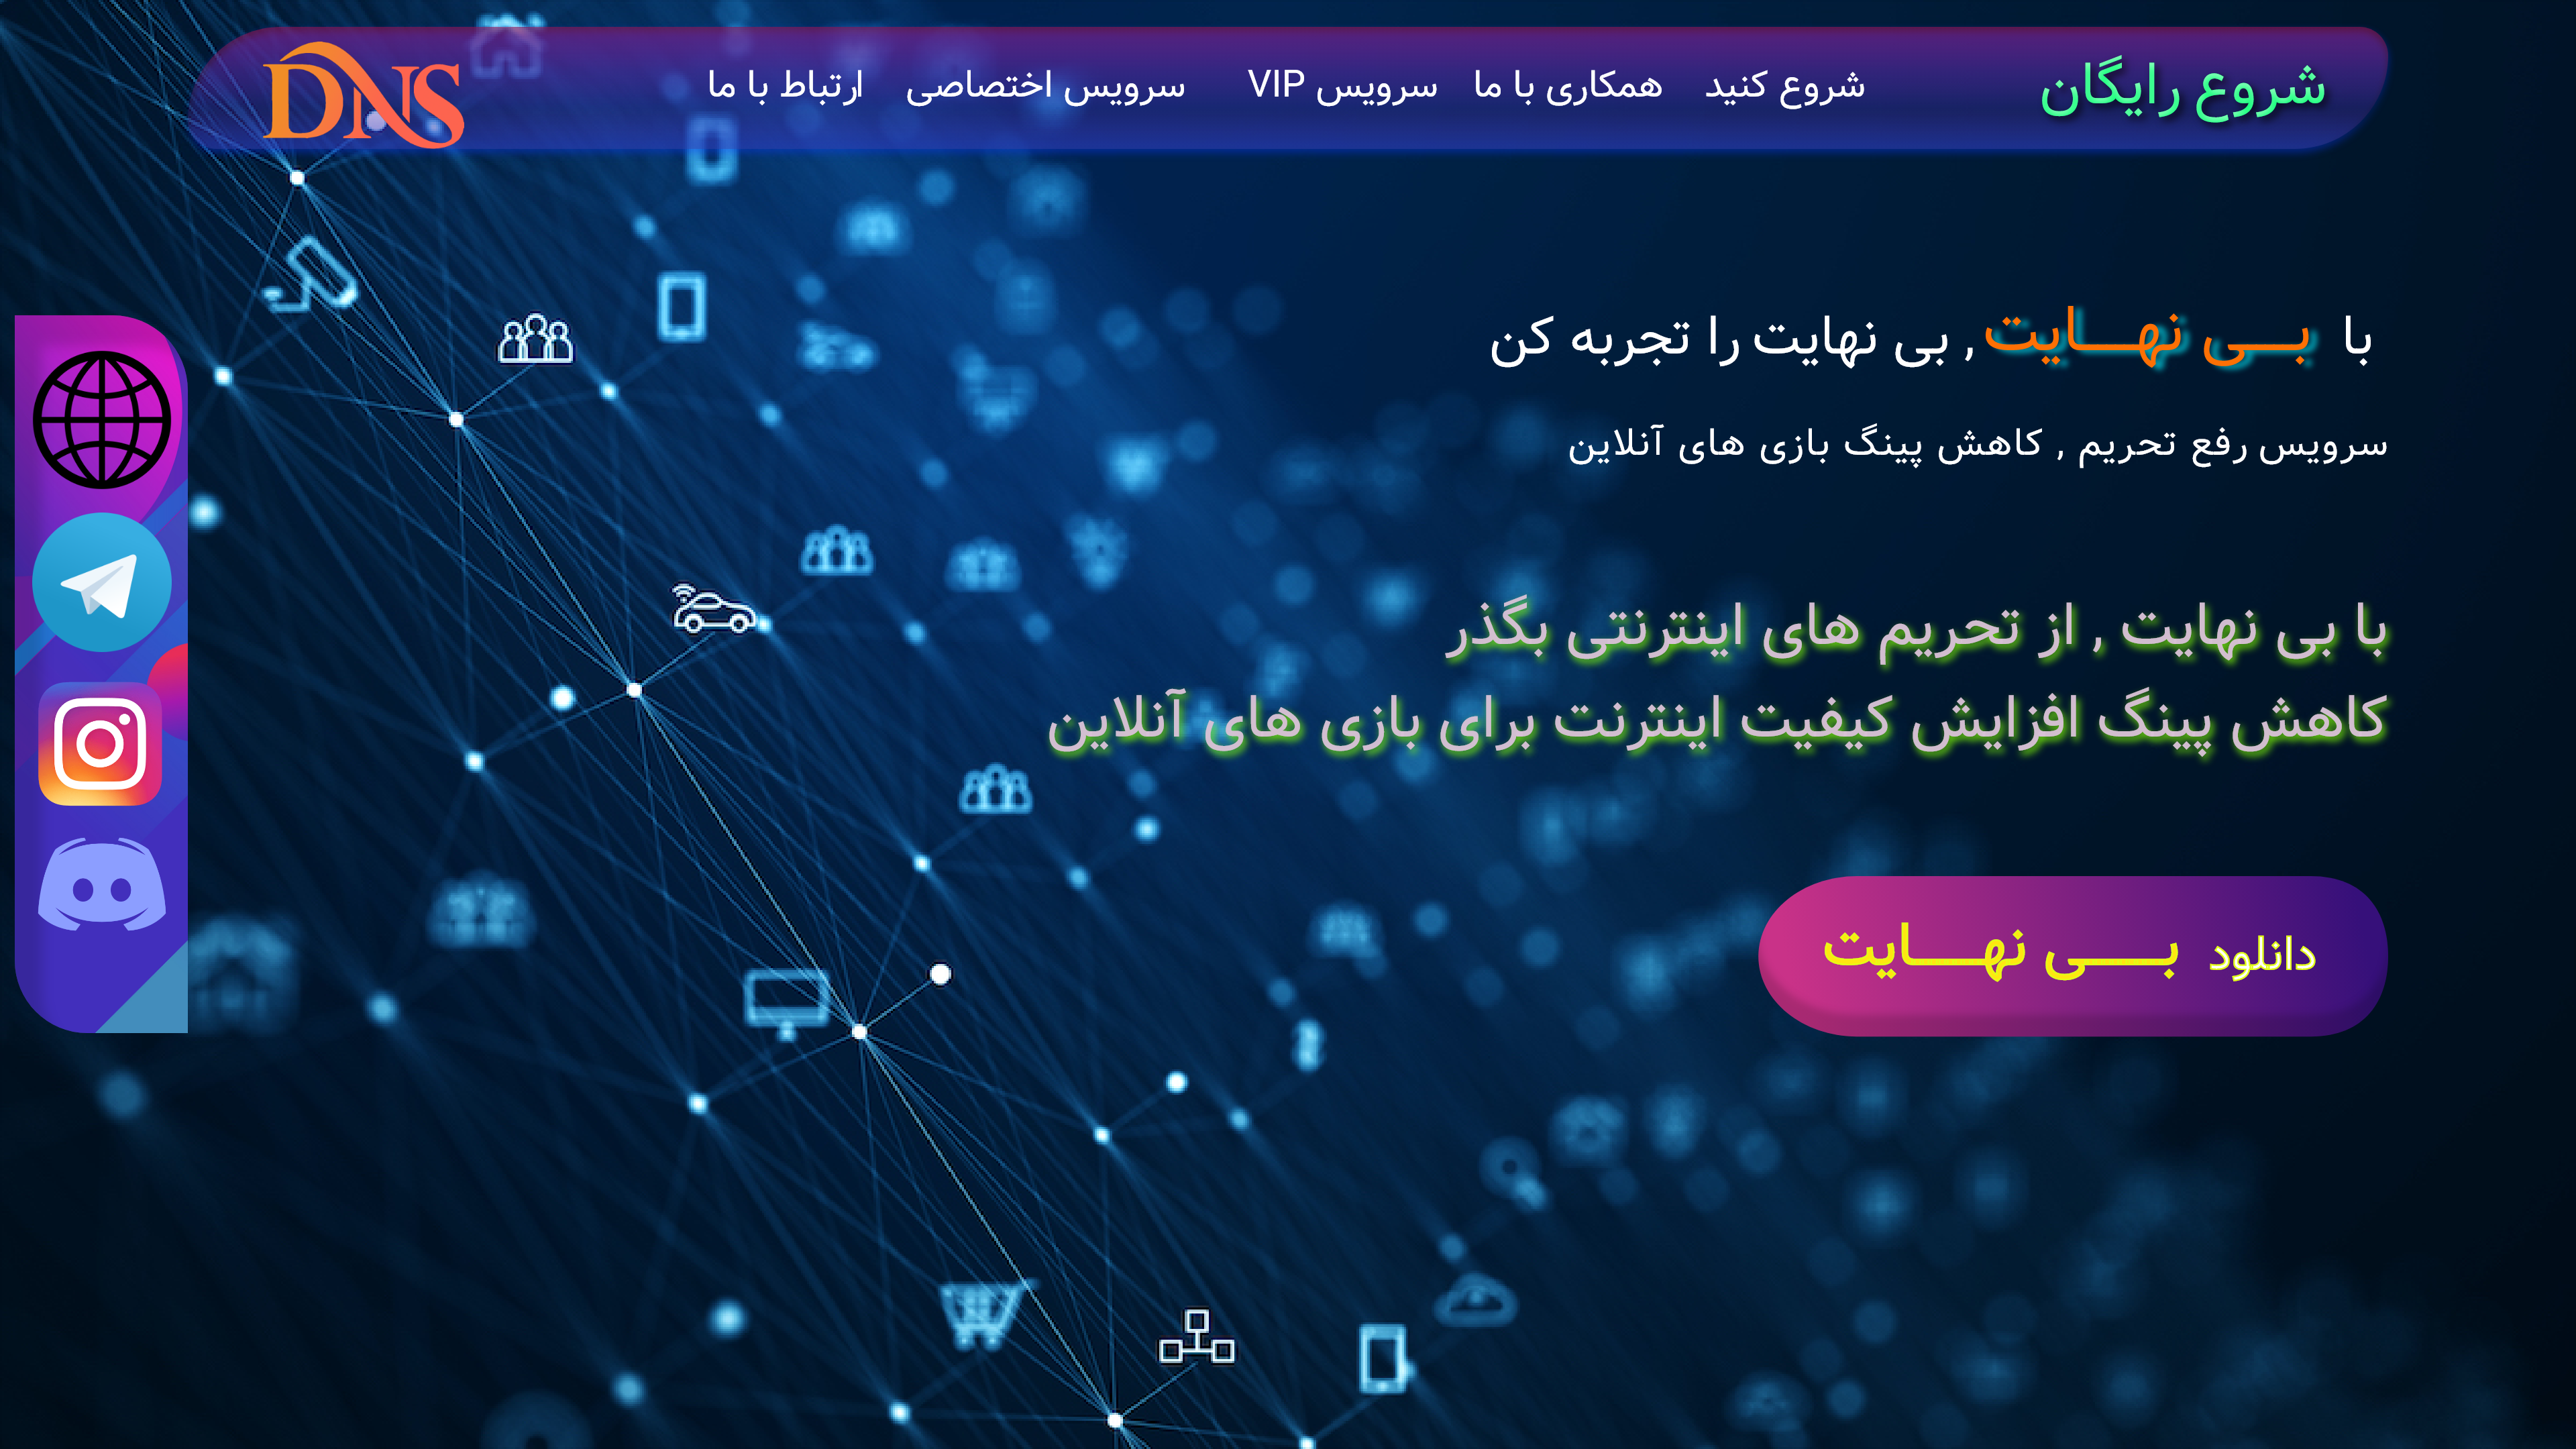 شروع رایگان
شروع کنید
همکاری با ما
سرویس VIP
سرویس اختصاصی
ارتباط با ما
DNS
با بـــی نهـــایت , بی نهایت را تجربه کن
سرویس رفع تحریم , کاهش پینگ بازی های آنلاین
با بی نهایت , از تحریم های اینترنتی بگذر
کاهش پینگ افزایش کیفیت اینترنت برای بازی های آنلاین
دانلود بـــی نهـــایت